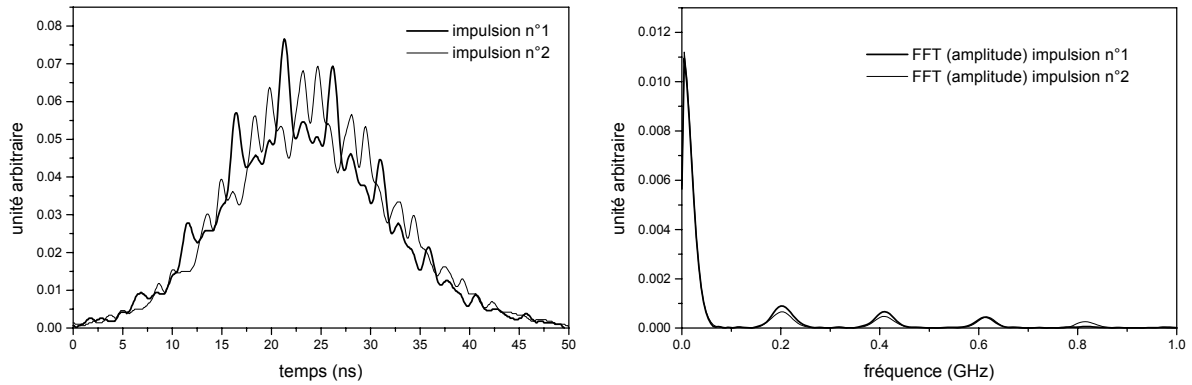 0.08
0.07
0.06
0.05
0.04
0.03
0.02
0.01
0.00
unité arbitraire
0 5 10 15 20 25 30 35 40 45 50
temps (ns)
impulsion n°1
impulsion n°2
0.012
0.010
0.008
0.006
0.004
0.002
0.000
unité arbitraire
0.0 0.2 0.4 0.6 0.8 1.0
fréquence (GHz)
FFT (amplitude) impulsion n°1
FFT (amplitude) impulsion n°2